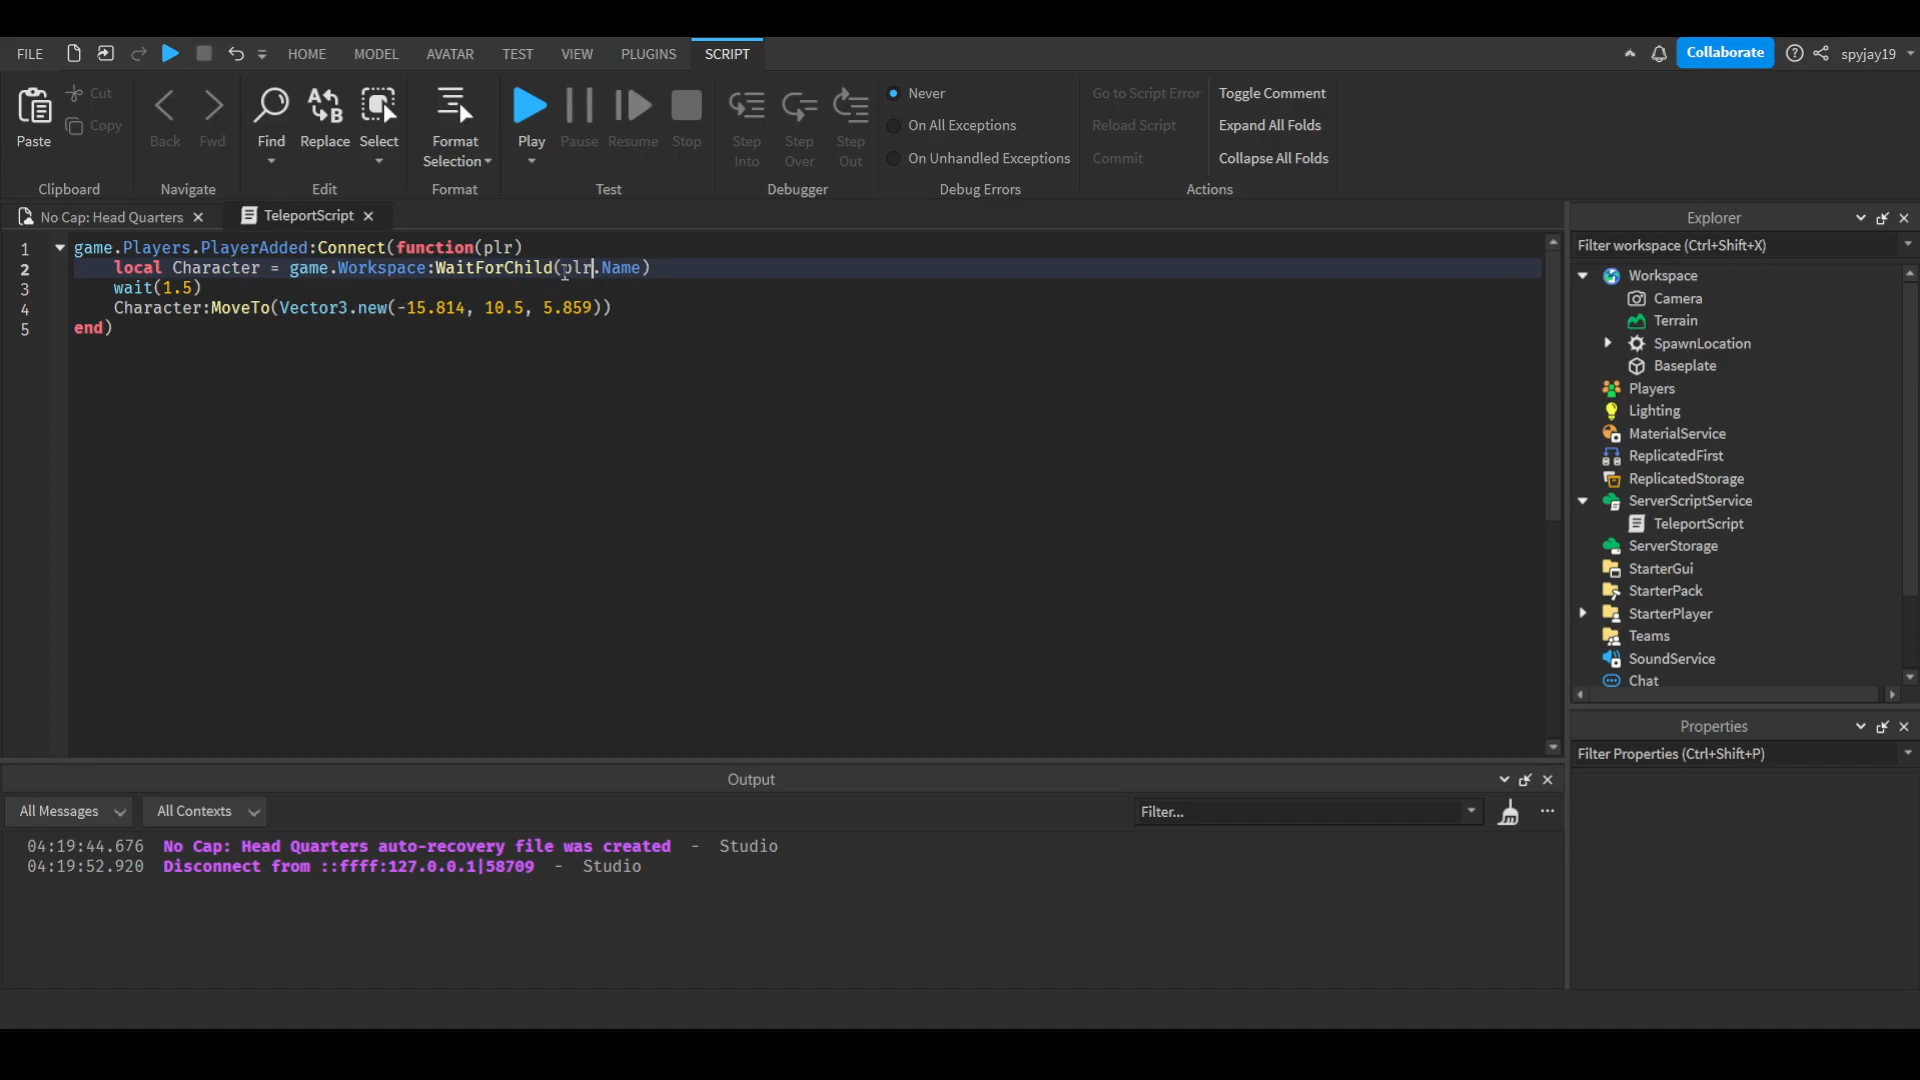 FILE
HOME
MODEL
AVATAR
TEST
VIEW
PLUGINS
SCRIPT
Collaborate
spyjay19
Paste
Cut
Copy
Clipboard
Back
Fwd
Navigate
Find
Replace
Select
Edit
Format
Selection
Format
Play
Pause
Resume
Stop
Test
Step
Into
Step
Over
Step
Out
Debugger
Never
On All Exceptions
On Unhandled Exceptions
Debug Errors
Go to Script Error
Reload Script
Commit
Toggle Comment
Expand All Folds
Collapse All Folds
Actions
No Cap: Head Quarters
TeleportScript
1 game.Players.PlayerAdded:Connect(function(plr)
2 local Character = game.Workspace:WaitForChild(plr.Name)
3 wait(1.5)
4 Character:MoveTo(Vector3.new(-15.814, 10.5, 5.859))
5 end)
Explorer
Filter workspace (Ctrl+Shift+X)
Workspace
Camera
Terrain
SpawnLocation
Baseplate
Players
Lighting
MaterialService
ReplicatedFirst
ReplicatedStorage
ServerScriptService
TeleportScript
ServerStorage
StarterGui
StarterPack
StarterPlayer
Teams
SoundService
Chat
Properties
Filter Properties (Ctrl+Shift+P)
Output
All Messages
All Contexts
Filter...
04:19:44.676 No Cap: Head Quarters auto-recovery file was created - Studio
04:19:52.920 Disconnect from ::ffff:127.0.0.1|58709 - Studio